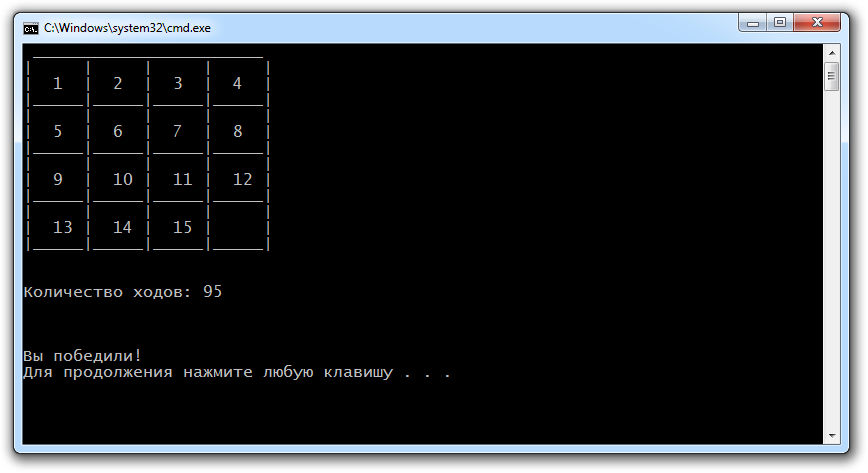 C:\Windows\system32\cmd.exe
1 2 3 4
5 6 7 8
9 10 11 12
13 14 15
Количество ходов: 95
Вы победили!
Для продолжения нажмите любую клавишу . . .